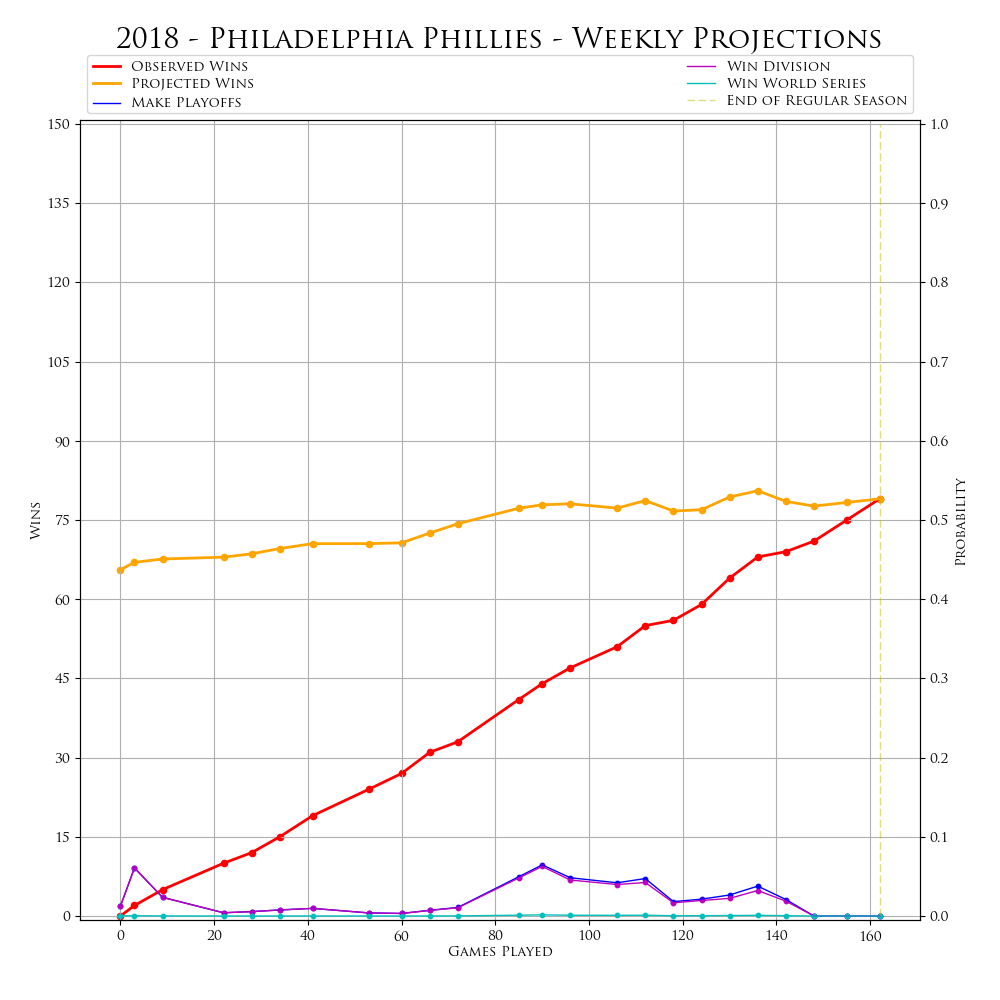 2018 - Philadelphia Phillies - Weekly Projections
Observed Wins
Projected Wins
Make Playoffs
Win Division
Win World Series
End of Regular Season
150
135
120
105
90
75
60
45
30
15
0
Wins
1.0
0.9
0.8
0.7
0.6
0.5
0.4
0.3
0.2
0.1
0.0
Probability
0 20 40 60 80 100 120 140 160
Games Played